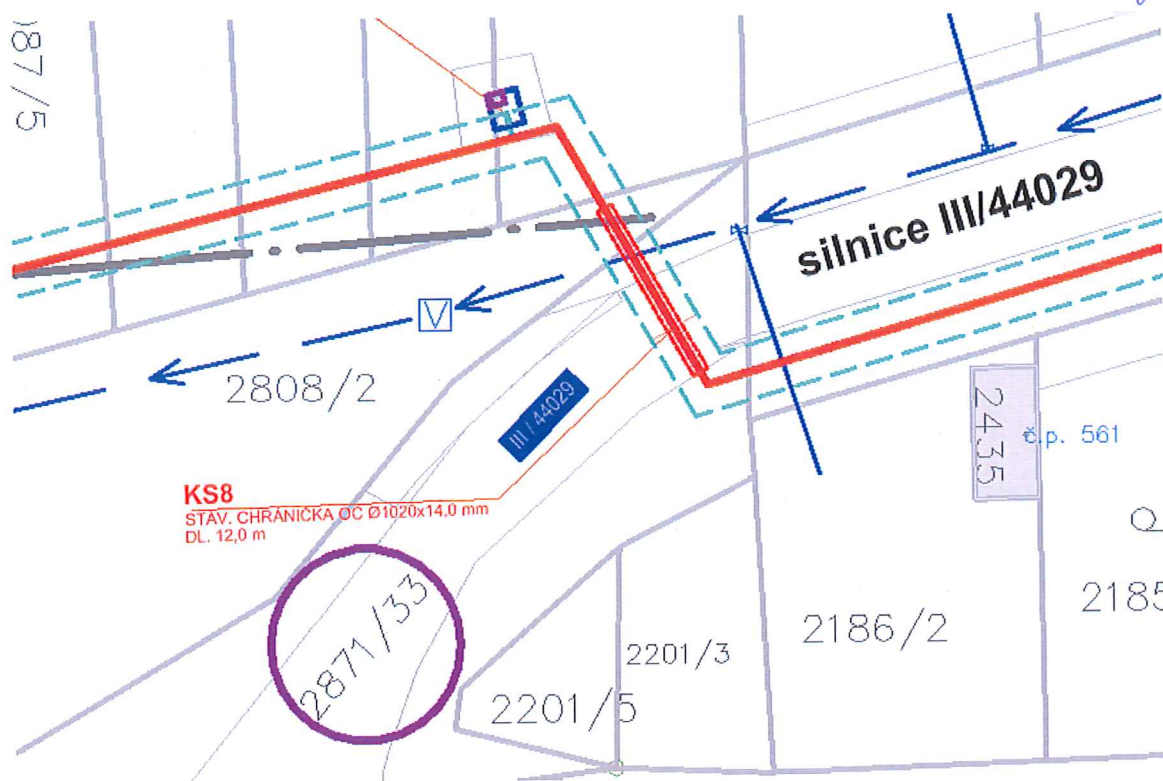 87/5
silnice III/44029
V
2808/2
III / 44029
2435
č.p. 561
KS8
STAV. CHRÁNIČKA OC Ø1020x14,0 mm
DL. 12,0 m
2871/33
2186/2
2185
2201/3
2201/5